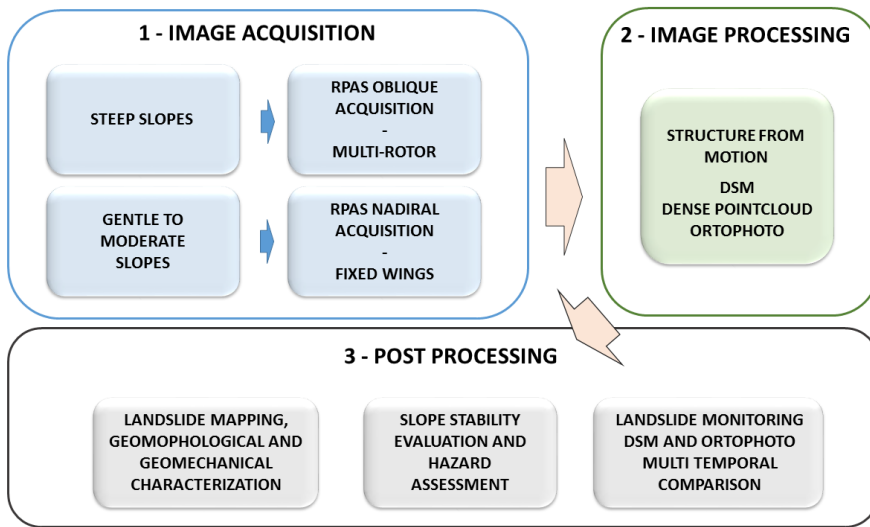 1 - IMAGE ACQUISITION
STEEP SLOPES
RPAS OBLIQUE
ACQUISITION
-
MULTI-ROTOR
GENTLE TO
MODERATE
SLOPES
RPAS NADIRAL
ACQUISITION
-
FIXED WINGS
2 - IMAGE PROCESSING
STRUCTURE FROM
MOTION
DSM
DENSE POINTCLOUD
ORTOPHOTO
3 - POST PROCESSING
LANDSLIDE MAPPING,
GEOMOPHOLOGICAL AND
GEOMECHANICAL
CHARACTERIZATION
SLOPE STABILITY
EVALUATION AND
HAZARD
ASSESSMENT
LANDSLIDE MONITORING
DSM AND ORTOPHOTO
MULTI TEMPORAL
COMPARISON